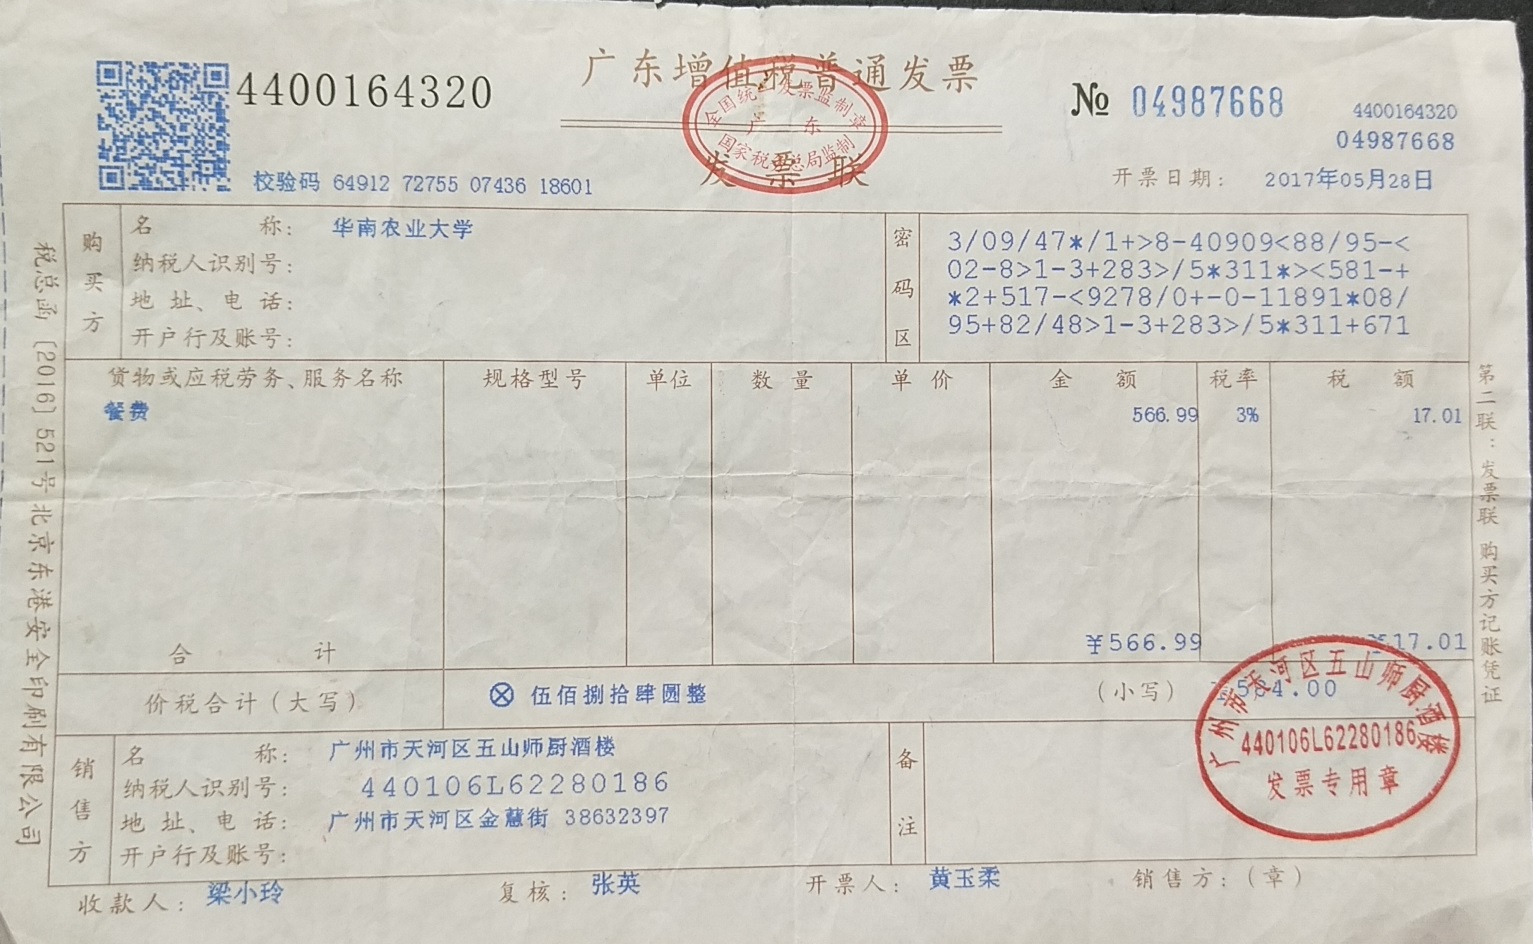 4400164320
广东增值税普通发票
全国统一发票监制章
广 东
国家税务总局监制
发 票 联
№ 04987668
4400164320
04987668
校验码 64912 72755 07436 18601
开票日期： 2017年05月28日
税总函〔2016〕521号北京东港安全印刷有限公司
购买方
名 称： 华南农业大学
纳税人识别号：
地 址、电 话：
开户行及账号：
密码区
3/09/47*/1+>8-40909<88/95-<
02-8>1-3+283>/5*311*><581-+
*2+517-<9278/0+-0-11891*08/
95+82/48>1-3+283>/5*311+671
货物或应税劳务、服务名称 规格型号 单位 数 量 单 价 金 额 税率 税 额
餐费 566.99 3% 17.01
合 计 ¥566.99 ¥17.01
价税合计（大写） ⊗ 伍佰捌拾肆圆整 （小写） ¥584.00
第二联：发票联 购买方记账凭证
销售方
名 称： 广州市天河区五山师厨酒楼
纳税人识别号： 440106L62280186
地 址、电 话： 广州市天河区金慧街 38632397
开户行及账号：
备注
广州市天河区五山师厨酒楼
440106L62280186
发票专用章
收款人： 梁小玲 复核： 张英 开票人： 黄玉柔 销售方：（章）